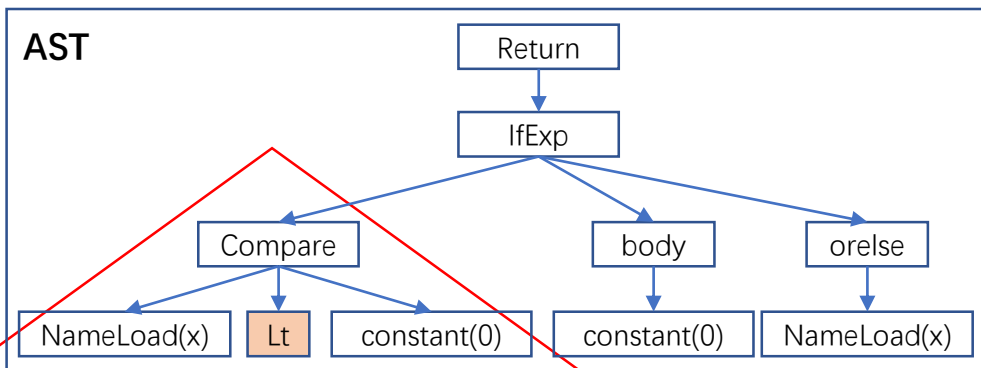 AST
Return
IfExp
Compare
body
orelse
NameLoad(x)
Lt
constant(0)
constant(0)
NameLoad(x)